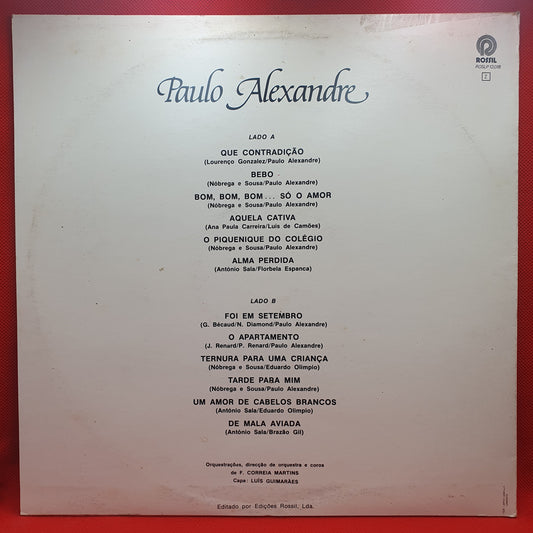 ROSSIL
Paulo Alexandre
LADO A
QUE CONTRADIÇÃO
(Lourenço Gonzalez/Paulo Alexandre)
BEBO
(Nóbrega e Sousa/Paulo Alexandre)
BOM, BOM, BOM... SÓ O AMOR
(Nóbrega e Sousa/Paulo Alexandre)
AQUELA CATIVA
(Ana Paula Carreira/Luís de Camões)
O PIQUENIQUE DO COLÉGIO
(Nóbrega e Sousa/Paulo Alexandre)
ALMA PERDIDA
(António Sala/Florbela Espanca)
LADO B
FOI EM SETEMBRO
(G. Bécaud/N. Diamond/Paulo Alexandre)
O APARTAMENTO
(J. Renard/P. Renard/Paulo Alexandre)
TERNURA PARA UMA CRIANÇA
(Nóbrega e Sousa/Eduardo Olímpio)
TARDE PARA MIM
(Nóbrega e Sousa/Paulo Alexandre)
UM AMOR DE CABELOS BRANCOS
(António Sala/Eduardo Olímpio)
DE MALA AVIADA
(António Sala/Brazão Gil)
Orquestrações, direcção de orquestra e coros
de F. CORREIA MARTINS
Capa: LUÍS GUIMARÃES
Editado por Edições Rossil, Lda.